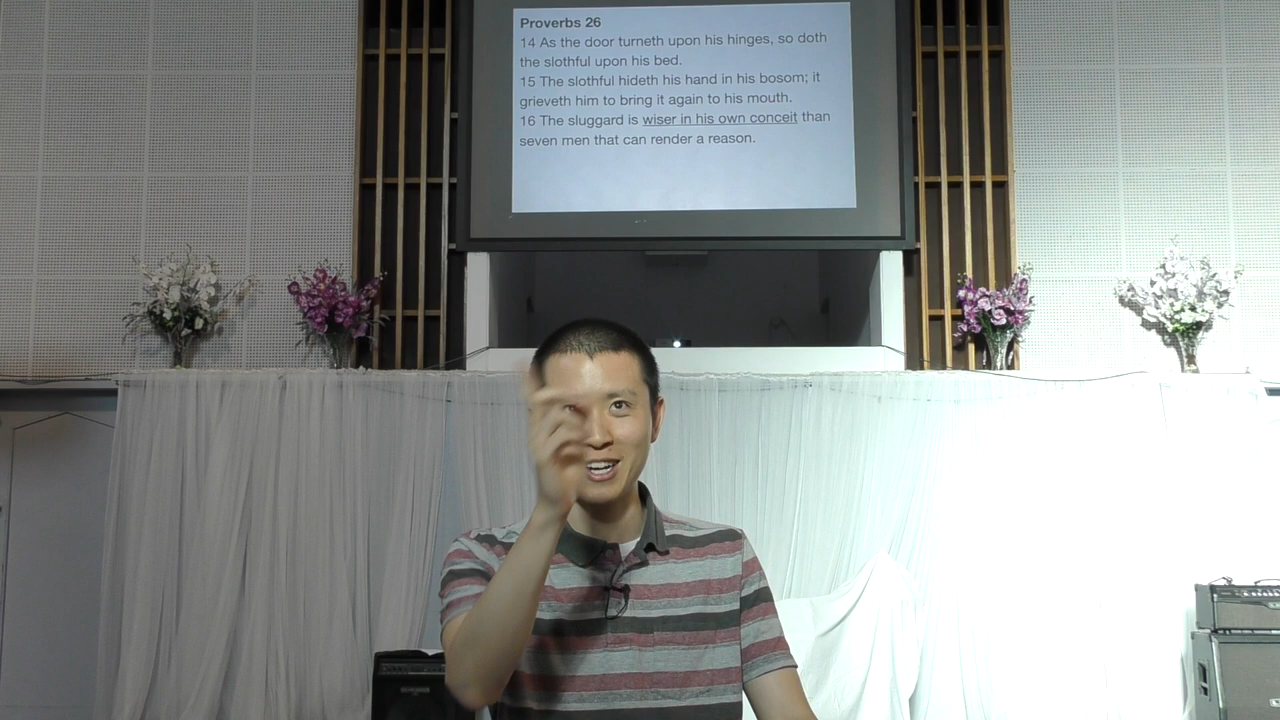 Proverbs 26
14 As the door turneth upon his hinges, so doth
the slothful upon his bed.
15 The slothful hideth his hand in his bosom; it
grieveth him to bring it again to his mouth.
16 The sluggard is wiser in his own conceit than
seven men that can render a reason.